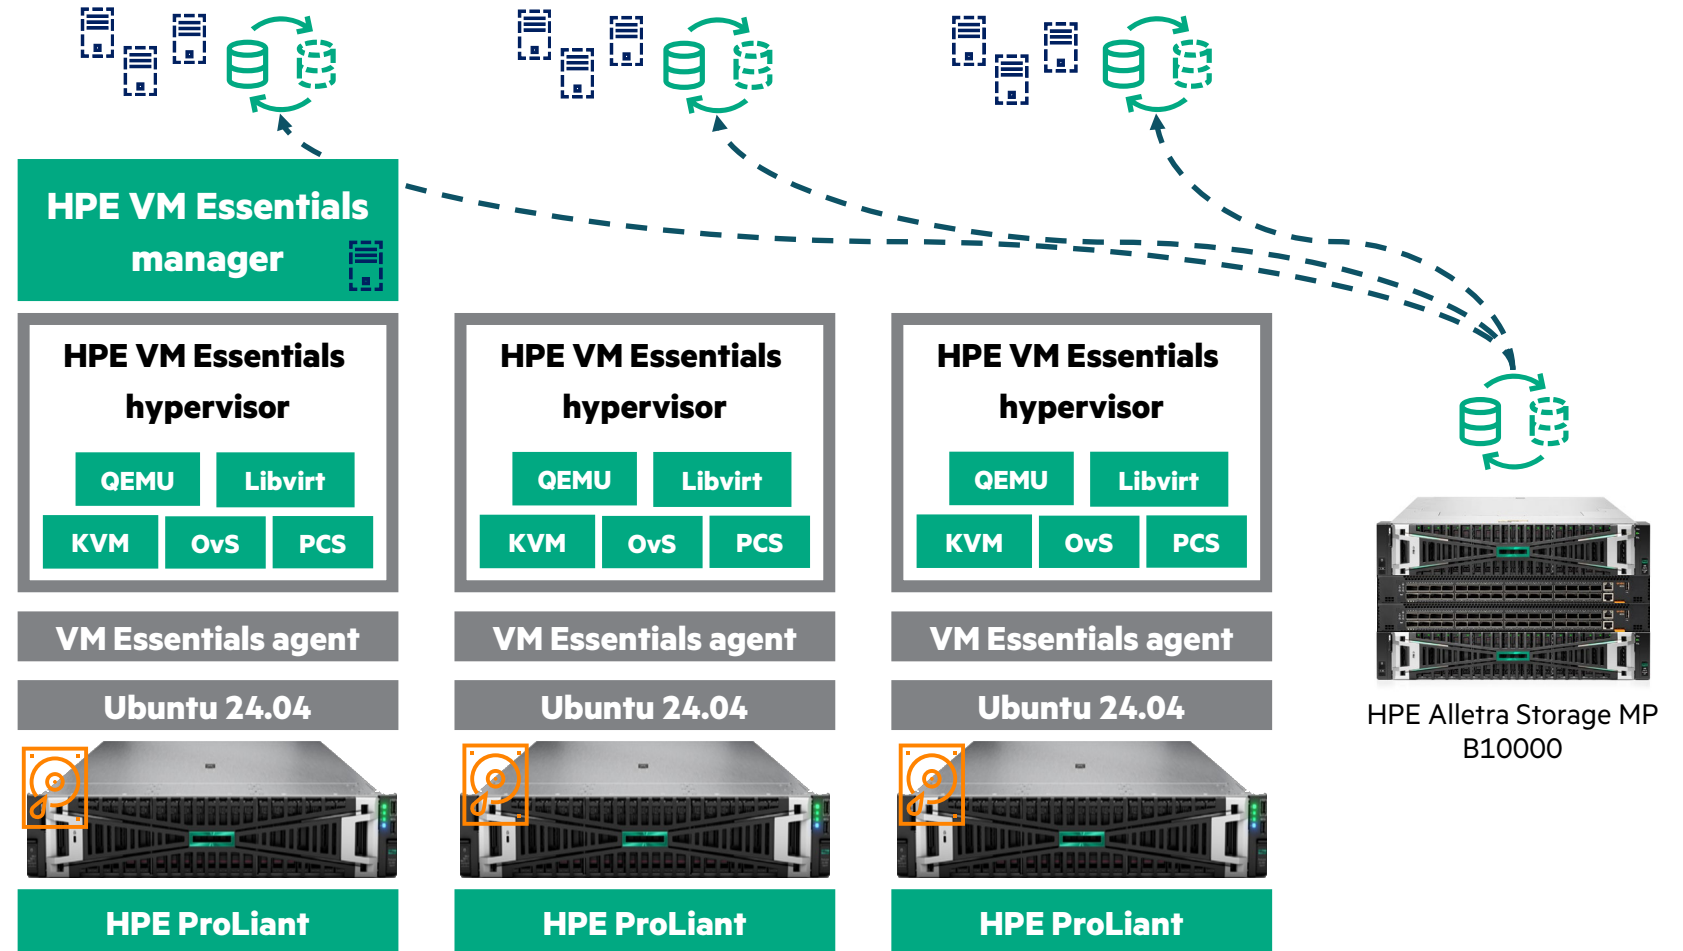 HPE VM Essentials
manager
HPE VM Essentials
hypervisor
QEMU
Libvirt
KVM
OvS
PCS
VM Essentials agent
Ubuntu 24.04
HPE ProLiant
HPE VM Essentials
hypervisor
QEMU
Libvirt
KVM
OvS
PCS
VM Essentials agent
Ubuntu 24.04
HPE ProLiant
HPE VM Essentials
hypervisor
QEMU
Libvirt
KVM
OvS
PCS
VM Essentials agent
Ubuntu 24.04
HPE ProLiant
HPE Alletra Storage MP
B10000